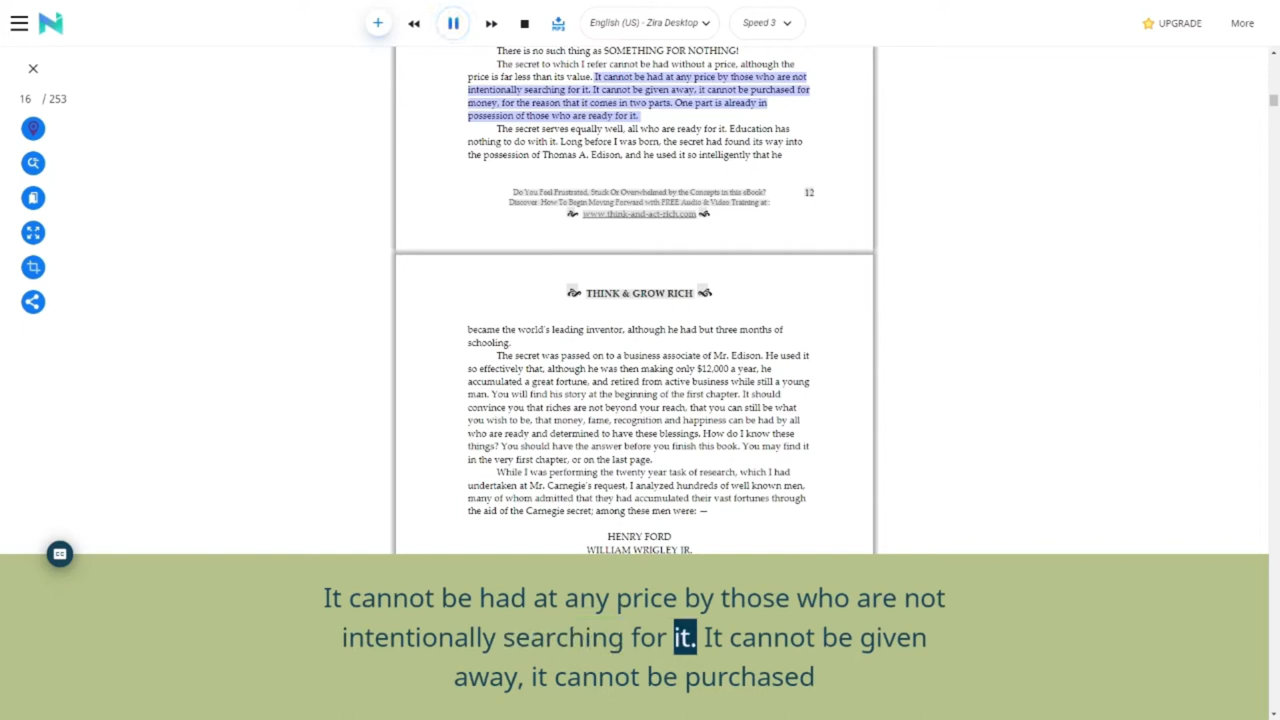 MP3
English (US) - Zira Desktop
Speed 3
UPGRADE
More
16 / 253
There is no such thing as SOMETHING FOR NOTHING!
The secret to which I refer cannot be had without a price, although the
price is far less than its value. It cannot be had at any price by those who are not
intentionally searching for it. It cannot be given away, it cannot be purchased for
money, for the reason that it comes in two parts. One part is already in
possession of those who are ready for it.
The secret serves equally well, all who are ready for it. Education has
nothing to do with it. Long before I was born, the secret had found its way into
the possession of Thomas A. Edison, and he used it so intelligently that he
Do You Feel Frustrated, Stuck Or Overwhelmed by the Concepts in this eBook?
12
Discover: How To Begin Moving Forward with FREE Audio & Video Training at:
www.think-and-act-rich.com
THINK & GROW RICH
became the world's leading inventor, although he had but three months of
schooling.
The secret was passed on to a business associate of Mr. Edison. He used it
so effectively that, although he was then making only $12,000 a year, he
accumulated a great fortune, and retired from active business while still a young
man. You will find his story at the beginning of the first chapter. It should
convince you that riches are not beyond your reach, that you can still be what
you wish to be, that money, fame, recognition and happiness can be had by all
who are ready and determined to have these blessings. How do I know these
things? You should have the answer before you finish this book. You may find it
in the very first chapter, or on the last page.
While I was performing the twenty year task of research, which I had
undertaken at Mr. Carnegie's request, I analyzed hundreds of well known men,
many of whom admitted that they had accumulated their vast fortunes through
the aid of the Carnegie secret; among these men were: —
HENRY FORD
WILLIAM WRIGLEY JR.
CC
It cannot be had at any price by those who are not
intentionally searching for it. It cannot be given
away, it cannot be purchased